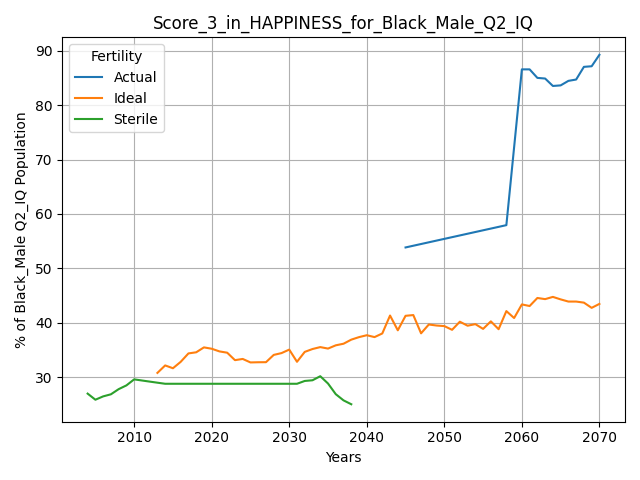 Score_3_in_HAPPINESS_for_Black_Male_Q2_IQ
Fertility
Actual
Ideal
Sterile
% of Black_Male Q2_IQ Population
90
80
70
60
50
40
30
2010 2020 2030 2040 2050 2060 2070
Years